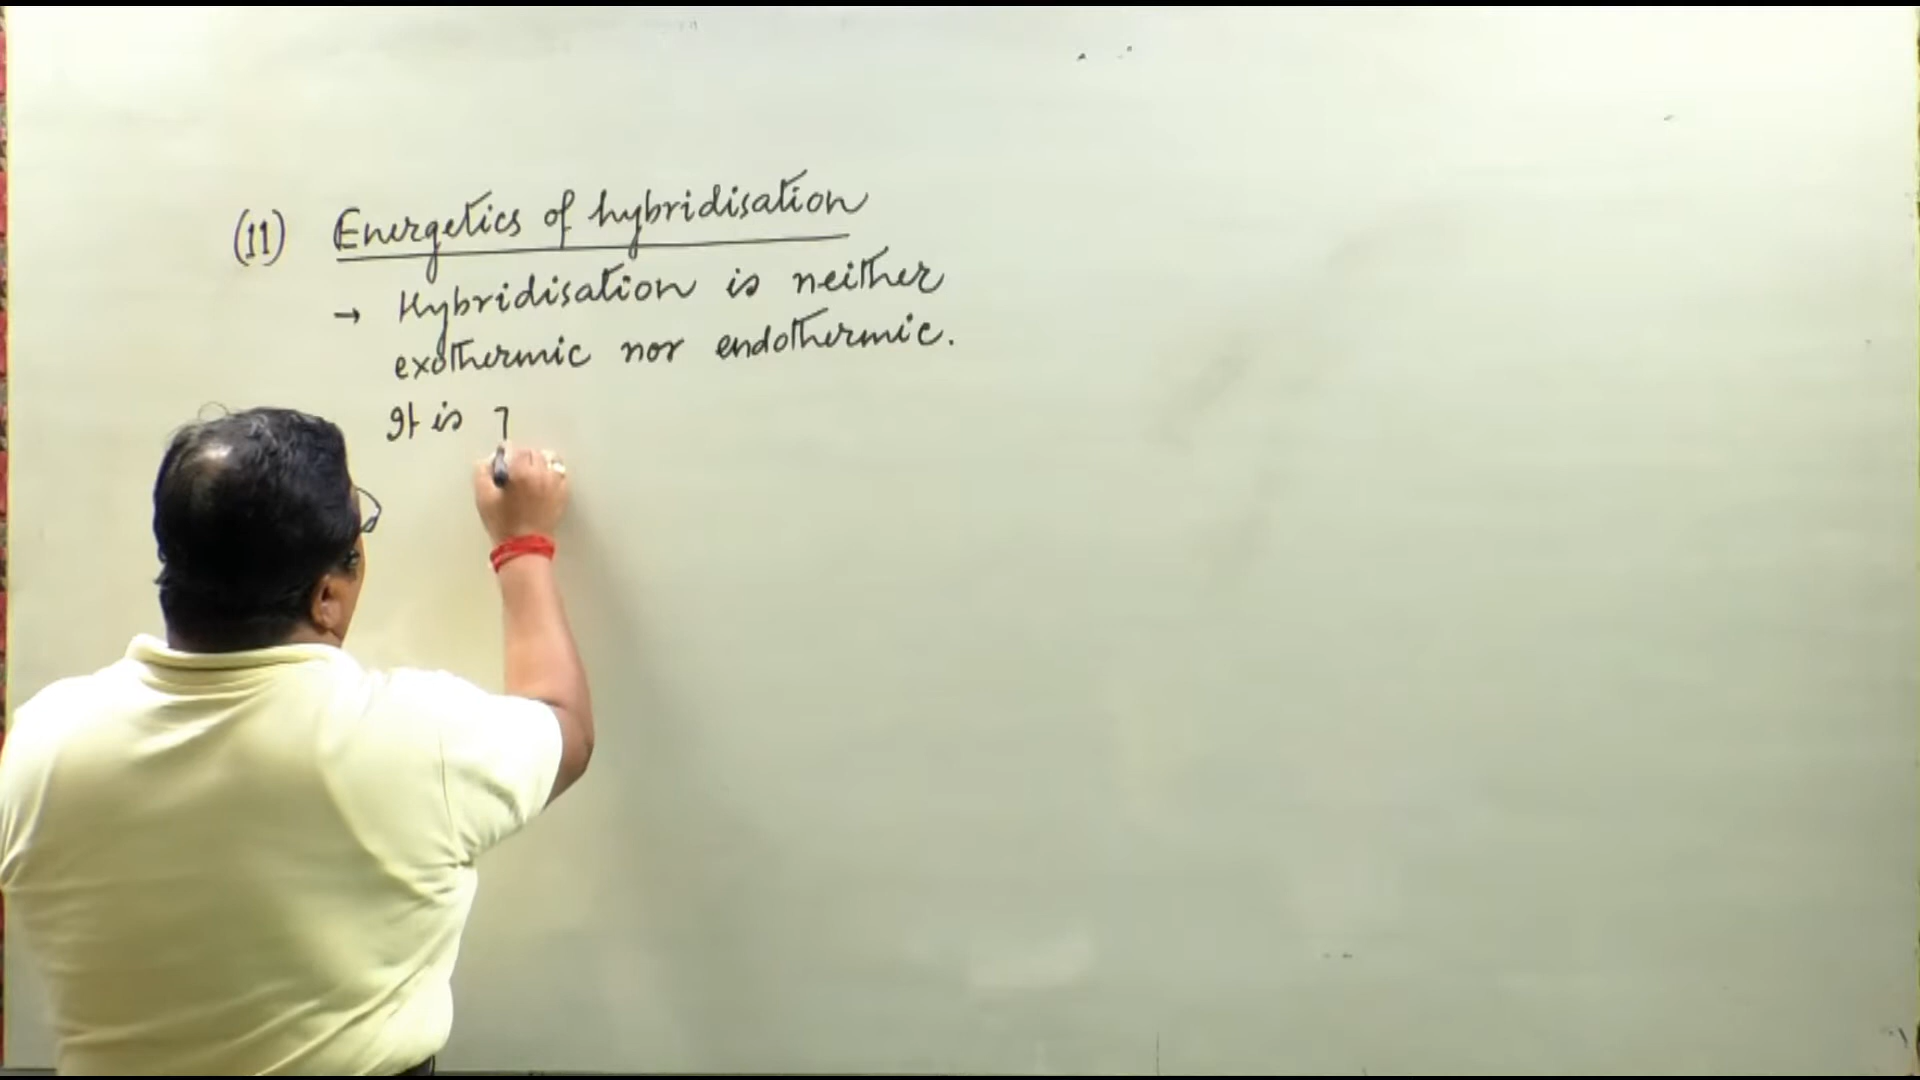 (11) Energetics of hybridisation
→ Hybridisation is neither
exothermic nor endothermic.
It is